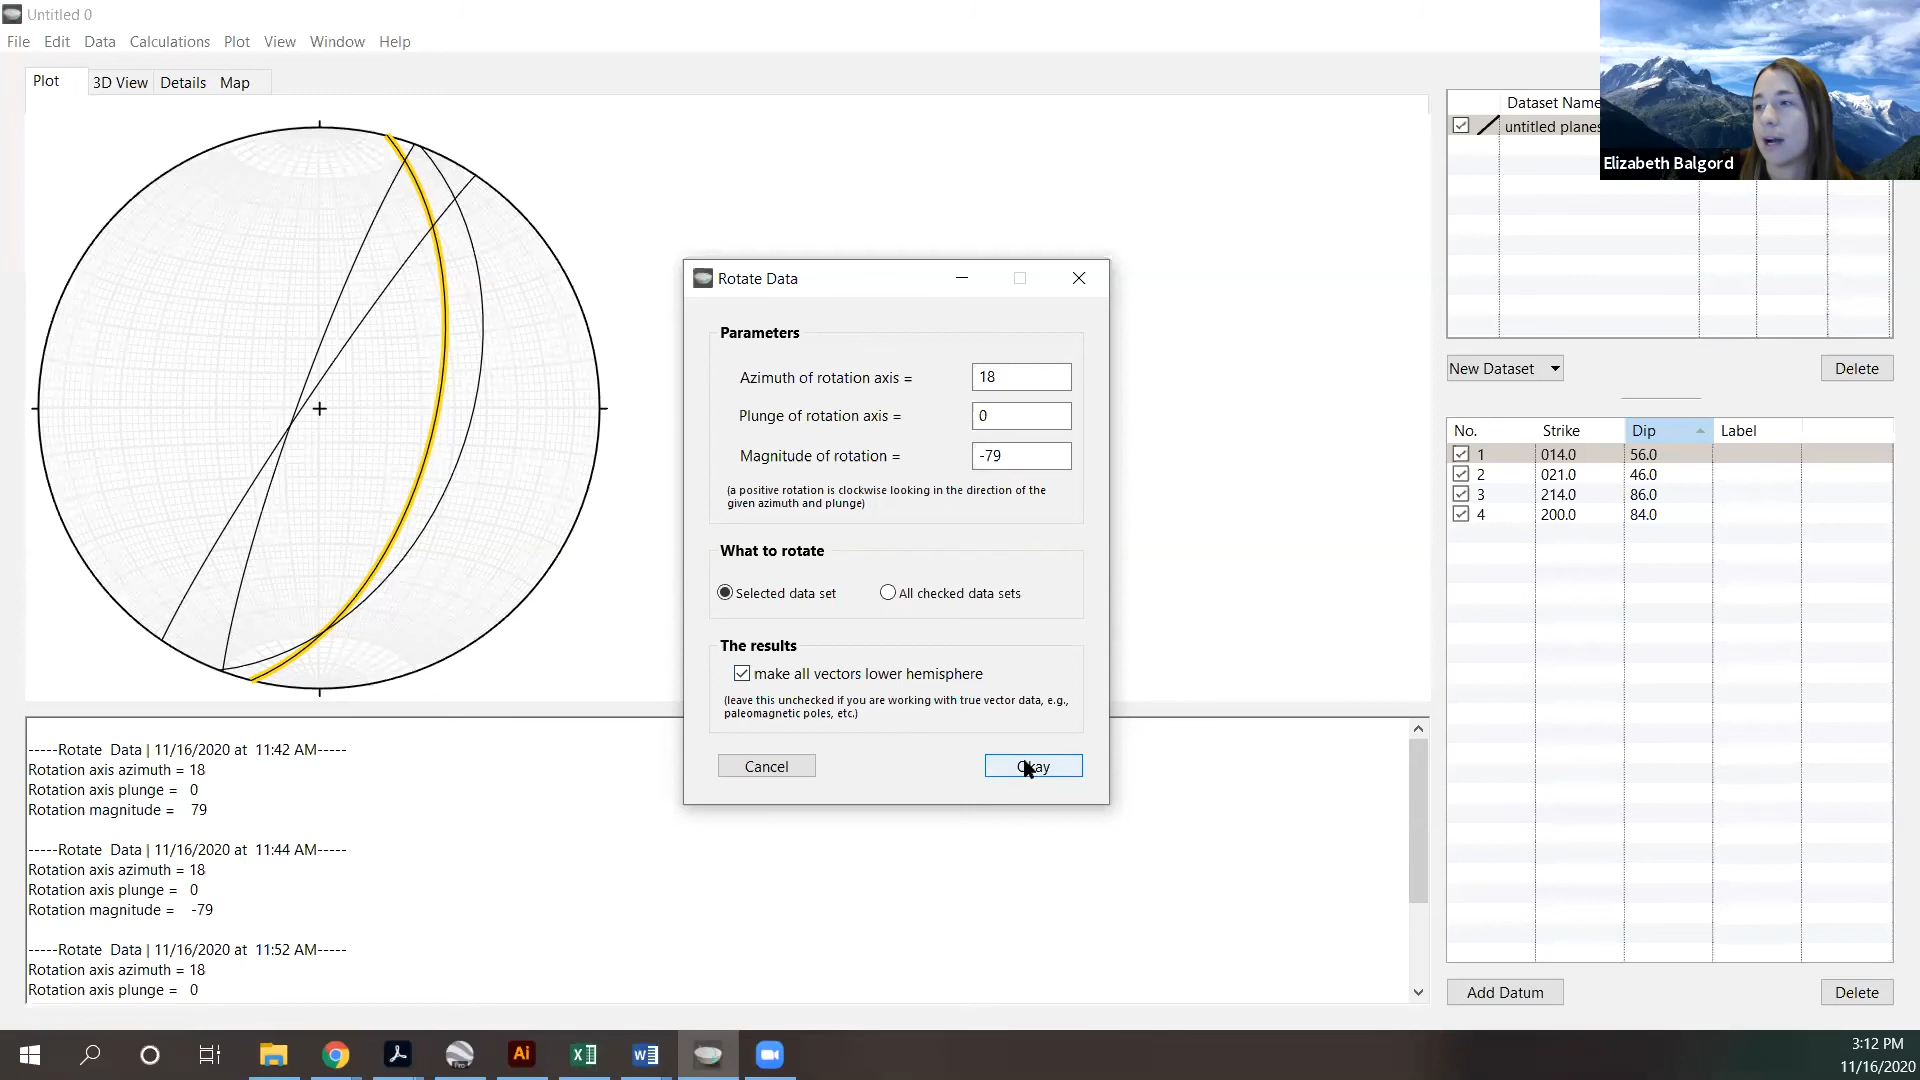 Untitled 0
File Edit Data Calculations Plot View Window Help
Plot 3D View Details Map
Dataset Name
untitled planes
Elizabeth Balgord
New Dataset
Delete
No. Strike Dip Label
1 014.0 56.0
2 021.0 46.0
3 214.0 86.0
4 200.0 84.0
Add Datum
Delete
Rotate Data
Parameters
Azimuth of rotation axis = 18
Plunge of rotation axis = 0
Magnitude of rotation = -79
(a positive rotation is clockwise looking in the direction of the
given azimuth and plunge)
What to rotate
Selected data set All checked data sets
The results
make all vectors lower hemisphere
(leave this unchecked if you are working with true vector data, e.g.,
paleomagnetic poles, etc.)
Cancel Okay
-----Rotate Data | 11/16/2020 at 11:42 AM-----
Rotation axis azimuth = 18
Rotation axis plunge = 0
Rotation magnitude = 79
-----Rotate Data | 11/16/2020 at 11:44 AM-----
Rotation axis azimuth = 18
Rotation axis plunge = 0
Rotation magnitude = -79
-----Rotate Data | 11/16/2020 at 11:52 AM-----
Rotation axis azimuth = 18
Rotation axis plunge = 0
Pro
Ai
3:12 PM
11/16/2020